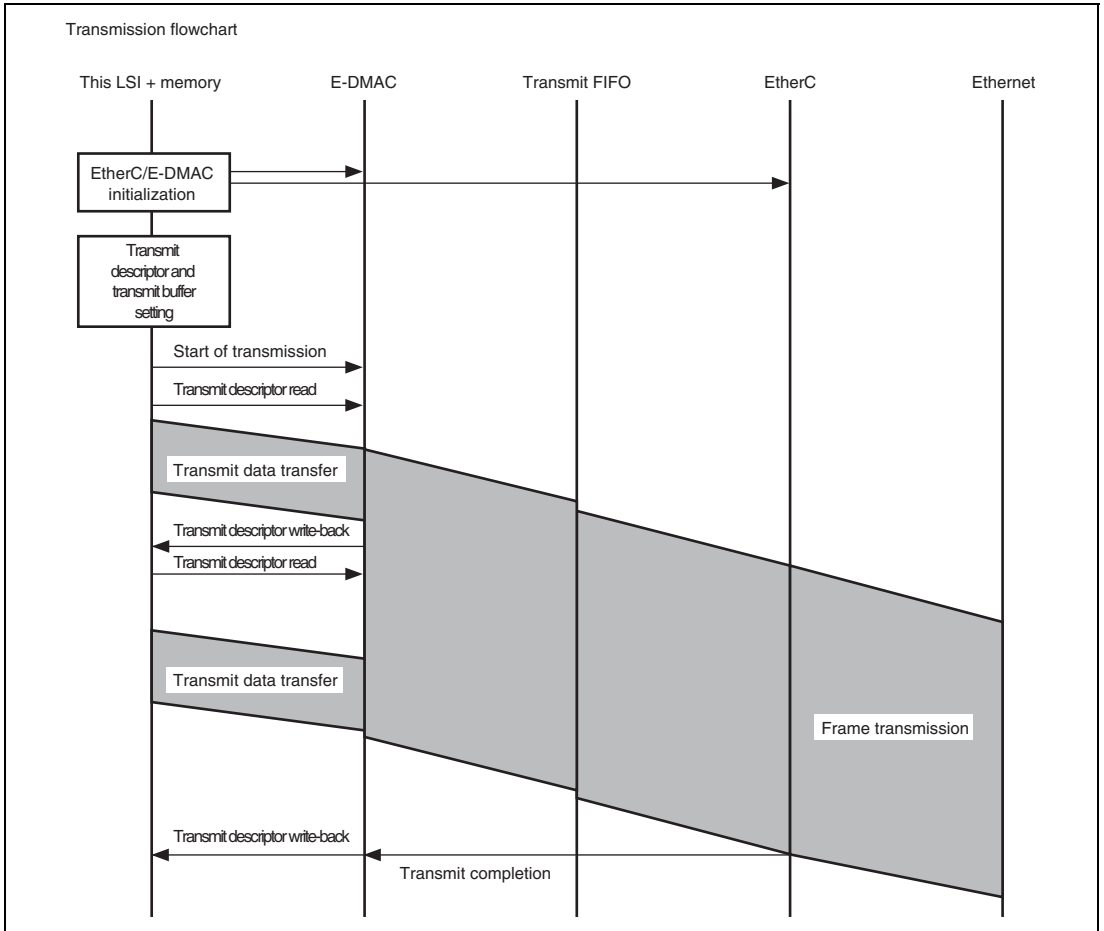 Transmission flowchart
This LSI + memory
E-DMAC
Transmit FIFO
EtherC
Ethernet
EtherC/E-DMAC
initialization
Transmit
descriptor and
transmit buffer
setting
Start of transmission
Transmit descriptor read
Transmit data transfer
Transmit descriptor write-back
Transmit descriptor read
Transmit data transfer
Frame transmission
Transmit descriptor write-back
Transmit completion